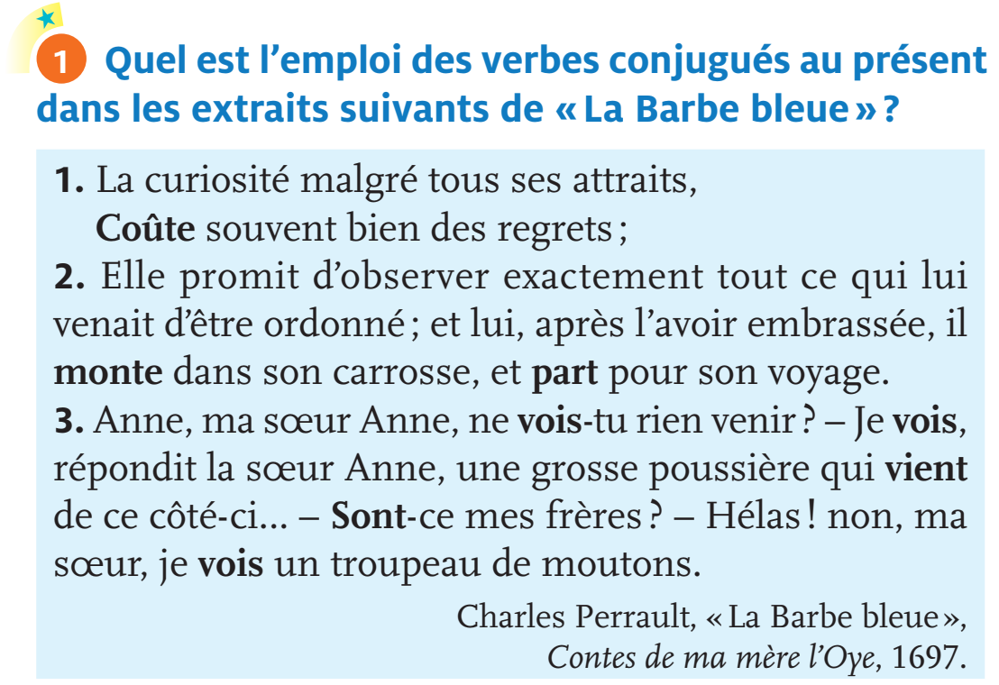 1 Quel est l’emploi des verbes conjugués au présent
dans les extraits suivants de « La Barbe bleue » ?
1. La curiosité malgré tous ses attraits,
Coûte souvent bien des regrets ;
2. Elle promit d’observer exactement tout ce qui lui
venait d’être ordonné ; et lui, après l’avoir embrassée, il
monte dans son carrosse, et part pour son voyage.
3. Anne, ma sœur Anne, ne vois-tu rien venir ? – Je vois,
répondit la sœur Anne, une grosse poussière qui vient
de ce côté-ci... – Sont-ce mes frères ? – Hélas ! non, ma
sœur, je vois un troupeau de moutons.
Charles Perrault, « La Barbe bleue »,
Contes de ma mère l’Oye, 1697.